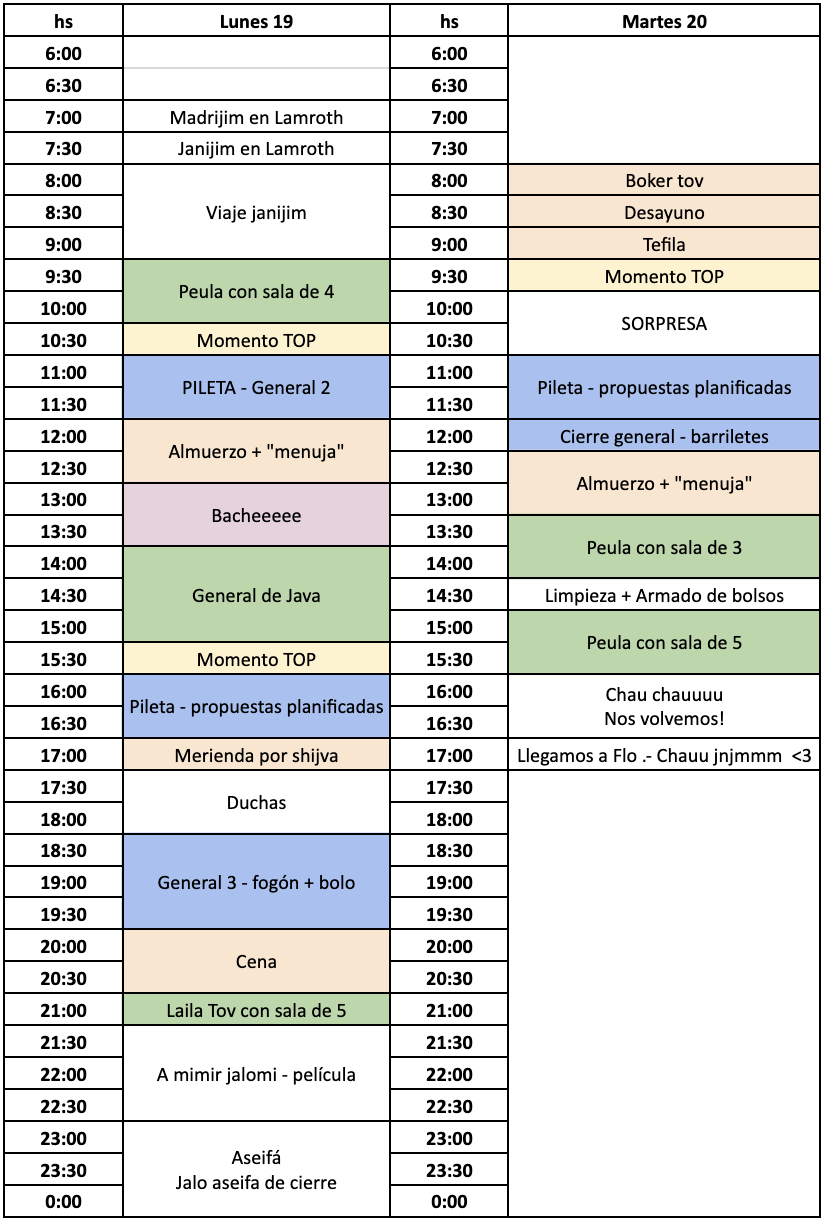 hs Lunes 19 hs Martes 20
6:00 6:00
6:30 6:30
7:00 Madrijim en Lamroth 7:00
7:30 Janijim en Lamroth 7:30
8:00 8:00 Boker tov
8:30 Viaje janijim 8:30 Desayuno
9:00 9:00 Tefila
9:30 Peula con sala de 4 9:30 Momento TOP
10:00 10:00 SORPRESA
10:30 Momento TOP 10:30
11:00 PILETA - General 2 11:00 Pileta - propuestas planificadas
11:30 11:30
12:00 Almuerzo + "menuja" 12:00 Cierre general - barriletes
12:30 12:30 Almuerzo + "menuja"
13:00 Bacheeeee 13:00
13:30 13:30 Peula con sala de 3
14:00 14:00
14:30 General de Java 14:30 Limpieza + Armado de bolsos
15:00 15:00 Peula con sala de 5
15:30 Momento TOP 15:30
16:00 Pileta - propuestas planificadas 16:00 Chau chauuuu
16:30 16:30 Nos volvemos!
17:00 Merienda por shijva 17:00 Llegamos a Flo .- Chauu jnjmmm <3
17:30 Duchas 17:30
18:00 18:00
18:30 18:30
19:00 General 3 - fogón + bolo 19:00
19:30 19:30
20:00 Cena 20:00
20:30 20:30
21:00 Laila Tov con sala de 5 21:00
21:30 21:30
22:00 A mimir jalomi - película 22:00
22:30 22:30
23:00 Aseifá 23:00
23:30 Jalo aseifa de cierre 23:30
0:00 0:00